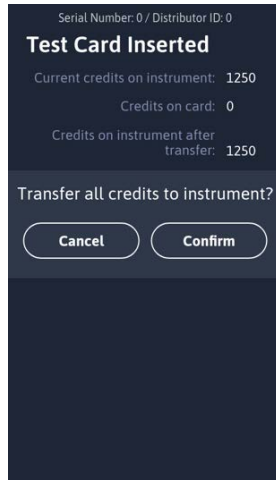 Serial Number: 0 / Distributor ID: 0
Test Card Inserted
Current credits on instrument: 1250
Credits on card: 0
Credits on instrument after
transfer: 1250
Transfer all credits to instrument?
Cancel Confirm